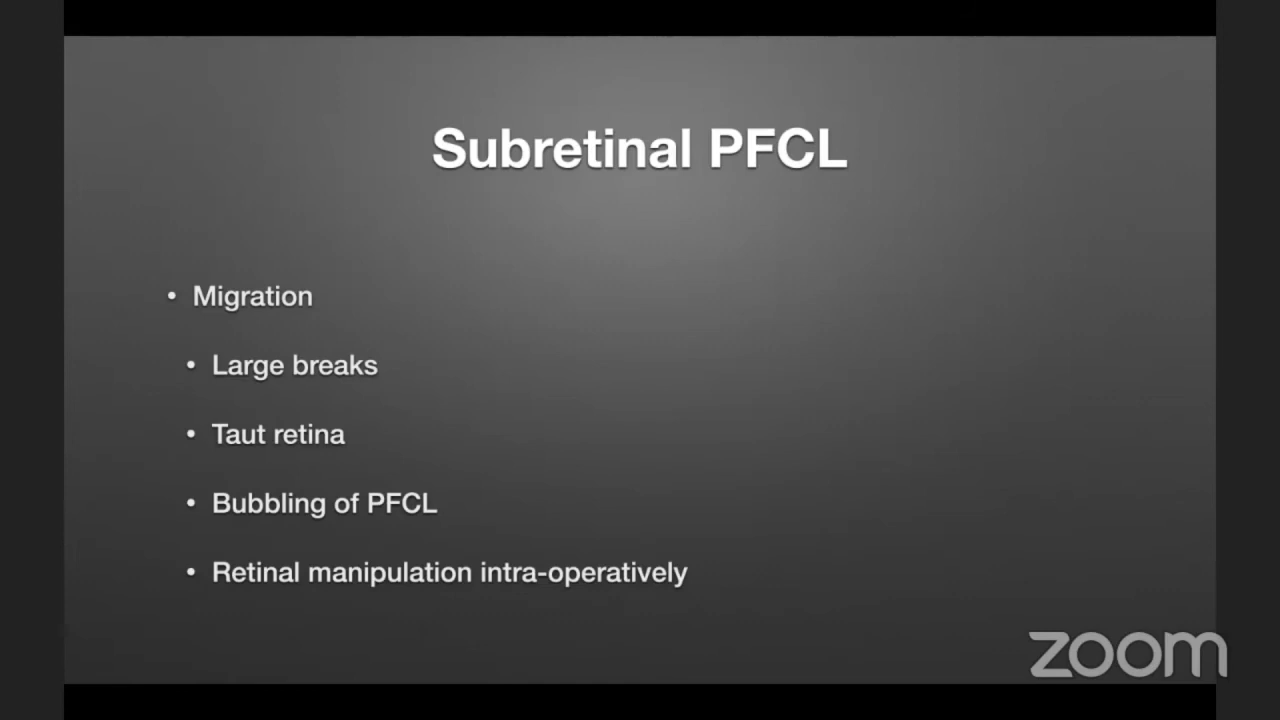 Subretinal PFCL
• Migration
• Large breaks
• Taut retina
• Bubbling of PFCL
• Retinal manipulation intra-operatively
zoom